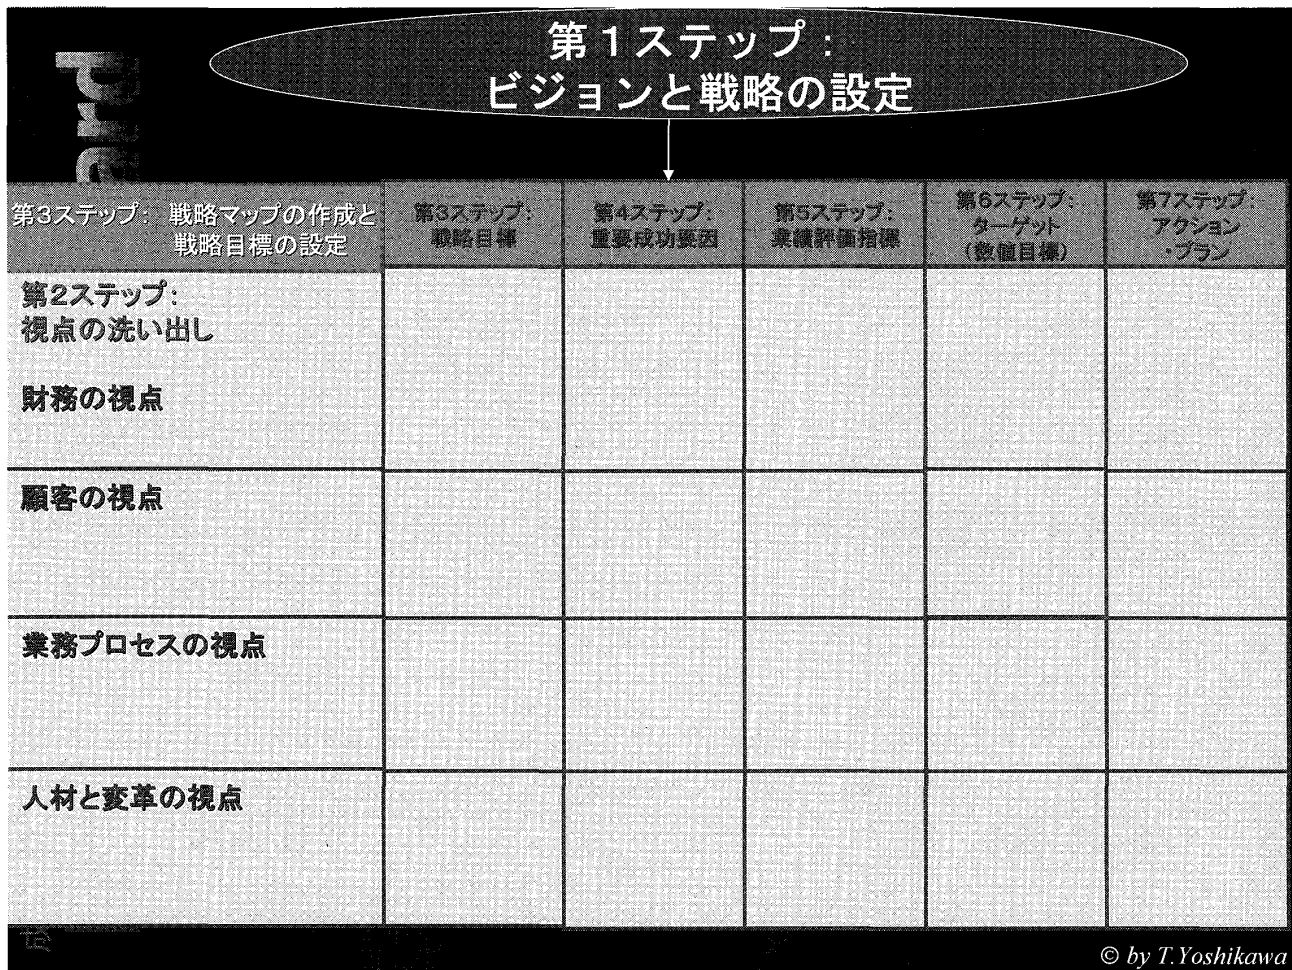 第1ステップ:
ビジョンと戦略の設定
第3ステップ: 戦略マップの作成と
戦略目標の設定
第3ステップ:
戦略目標
第4ステップ:
重要成功要因
第5ステップ:
業績評価指標
第6ステップ:
ターゲット
(数値目標)
第7ステップ:
アクション
・プラン
第2ステップ:
視点の洗い出し
財務の視点
顧客の視点
業務プロセスの視点
人材と変革の視点
© by T.Yoshikawa